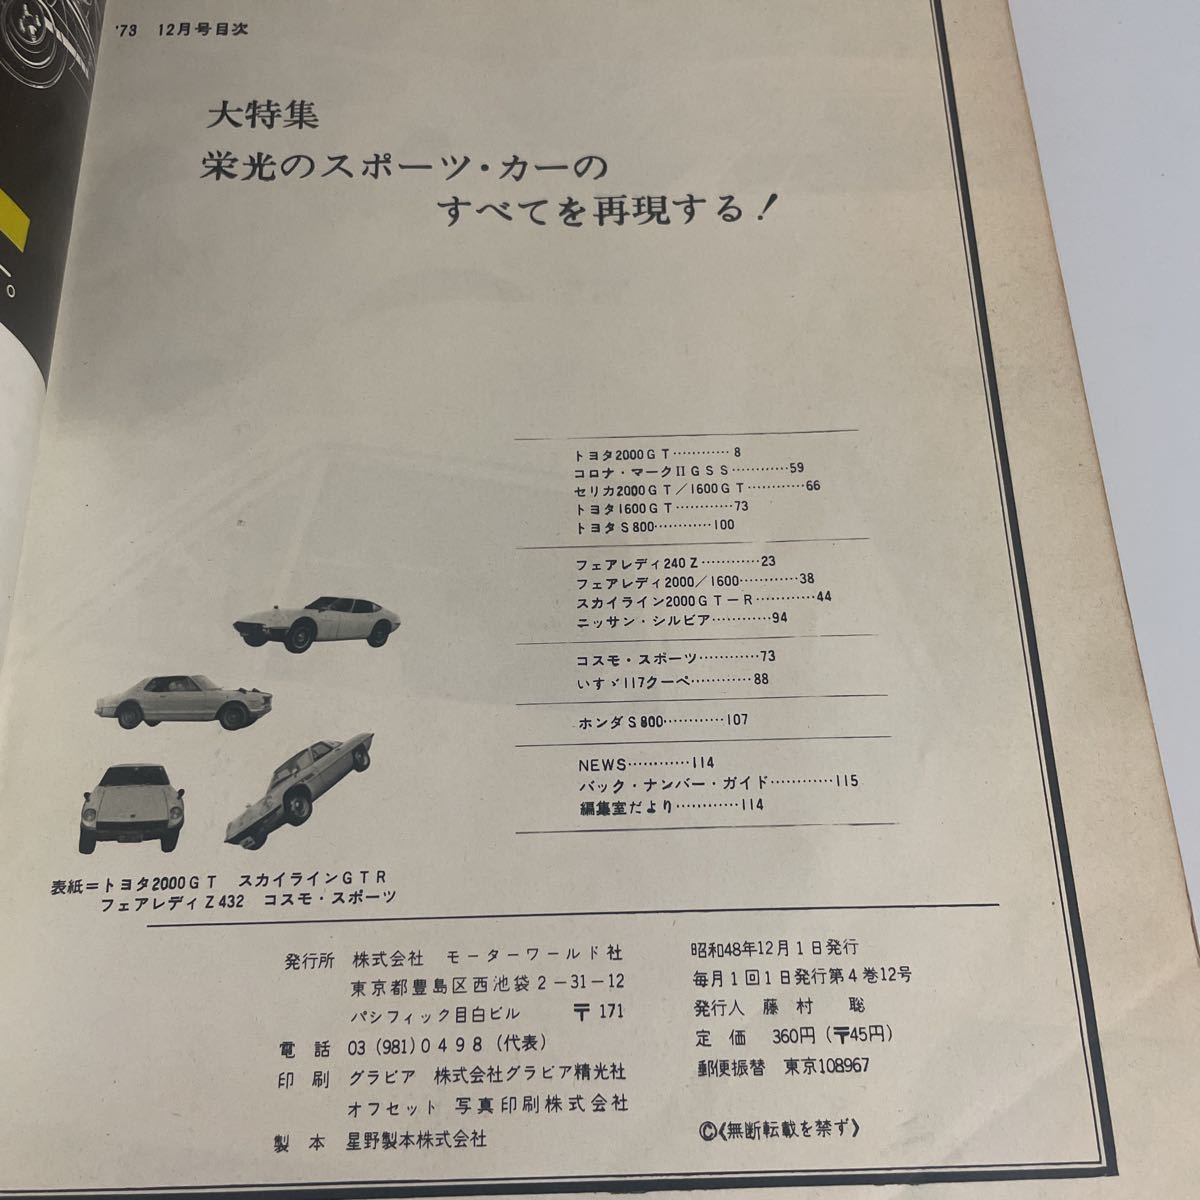 '73 12月号目次
大特集
栄光のスポーツ・カーの
すべてを再現する!
トヨタ2000GT…………8
コロナ・マークIIGSS…………59
セリカ2000GT/1600GT…………66
トヨタ1600GT…………73
トヨタS800…………100
フェアレディ240Z…………23
フェアレディ2000/1600…………38
スカイライン2000GT-R…………44
ニッサン・シルビア…………94
コスモ・スポーツ…………73
いすゞ117クーペ…………88
ホンダS800…………107
NEWS…………114
バック・ナンバー・ガイド…………115
編集室だより…………114
表紙=トヨタ2000GT スカイラインGTR
フェアレディZ432 コスモ・スポーツ
発行所 株式会社 モーターワールド社
東京都豊島区西池袋2-31-12
パシフィック目白ビル 〒171
電話 03(981)0498(代表)
印刷 グラビア 株式会社グラビア精光社
オフセット 写真印刷株式会社
製本 星野製本株式会社
昭和48年12月1日発行
毎月1回1日発行第4巻12号
発行人 藤村 聡
定価 360円(〒45円)
郵便振替 東京108967
©《無断転載を禁ず》